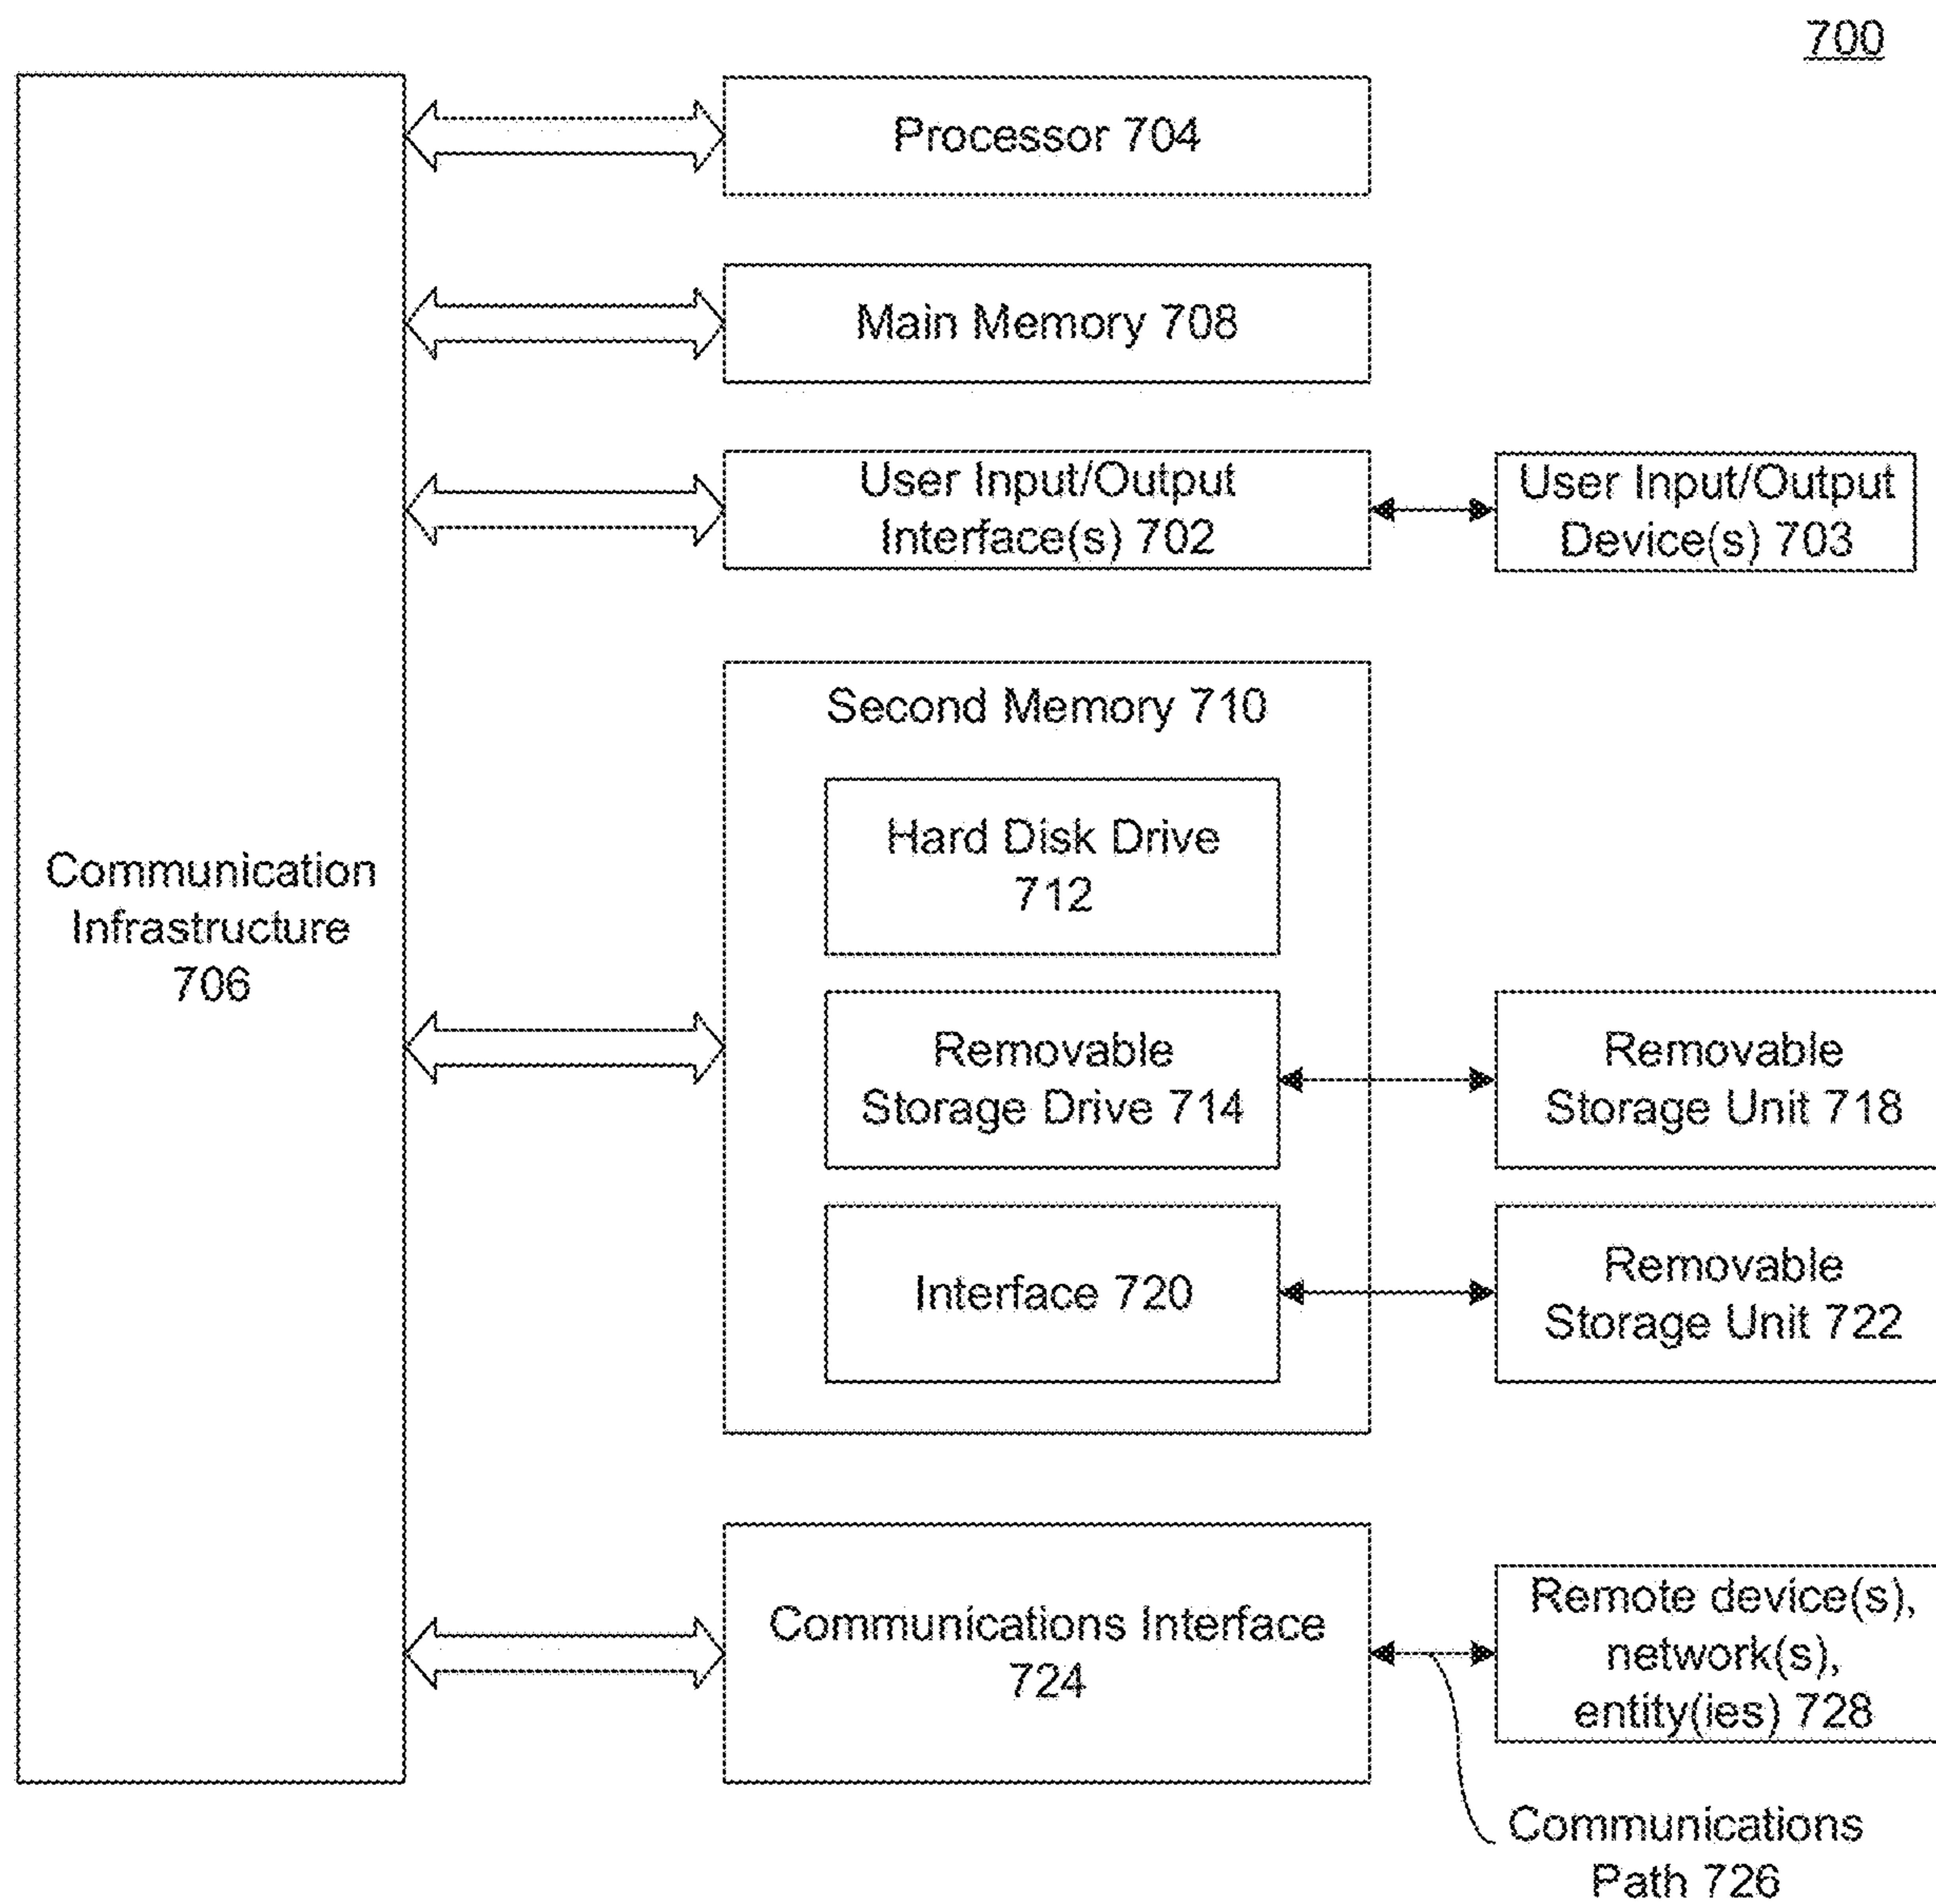 700
Processor 704
Main Memory 708
User Input/Output
Interface(s) 702
User Input/Output
Device(s) 703
Second Memory 710
Hard Disk Drive
712
Communication
Infrastructure
706
Removable
Storage Drive 714
Removable
Storage Unit 718
Interface 720
Removable
Storage Unit 722
Communications Interface
724
Remote device(s),
network(s),
entity(ies) 728
Communications
Path 726